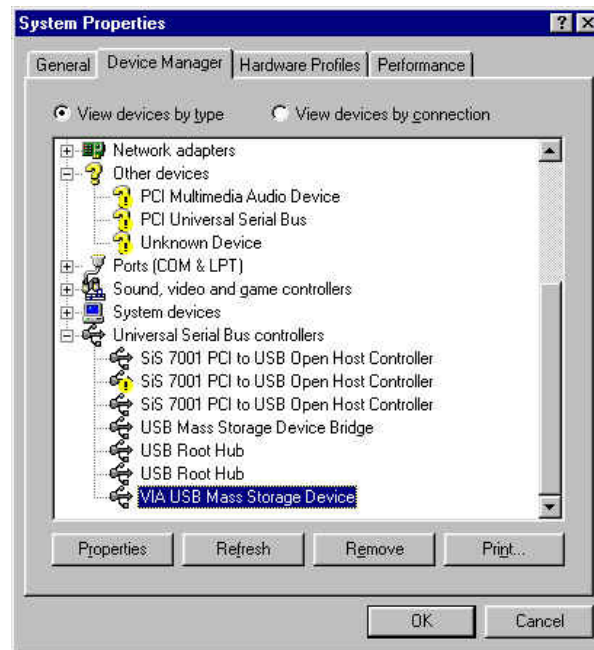 System Properties
General Device Manager Hardware Profiles Performance
View devices by type View devices by connection
Network adapters
Other devices
PCI Multimedia Audio Device
PCI Universal Serial Bus
Unknown Device
Ports (COM & LPT)
Sound, video and game controllers
System devices
Universal Serial Bus controllers
SiS 7001 PCI to USB Open Host Controller
SiS 7001 PCI to USB Open Host Controller
SiS 7001 PCI to USB Open Host Controller
USB Mass Storage Device Bridge
USB Root Hub
USB Root Hub
VIA USB Mass Storage Device
Properties Refresh Remove Print...
OK Cancel